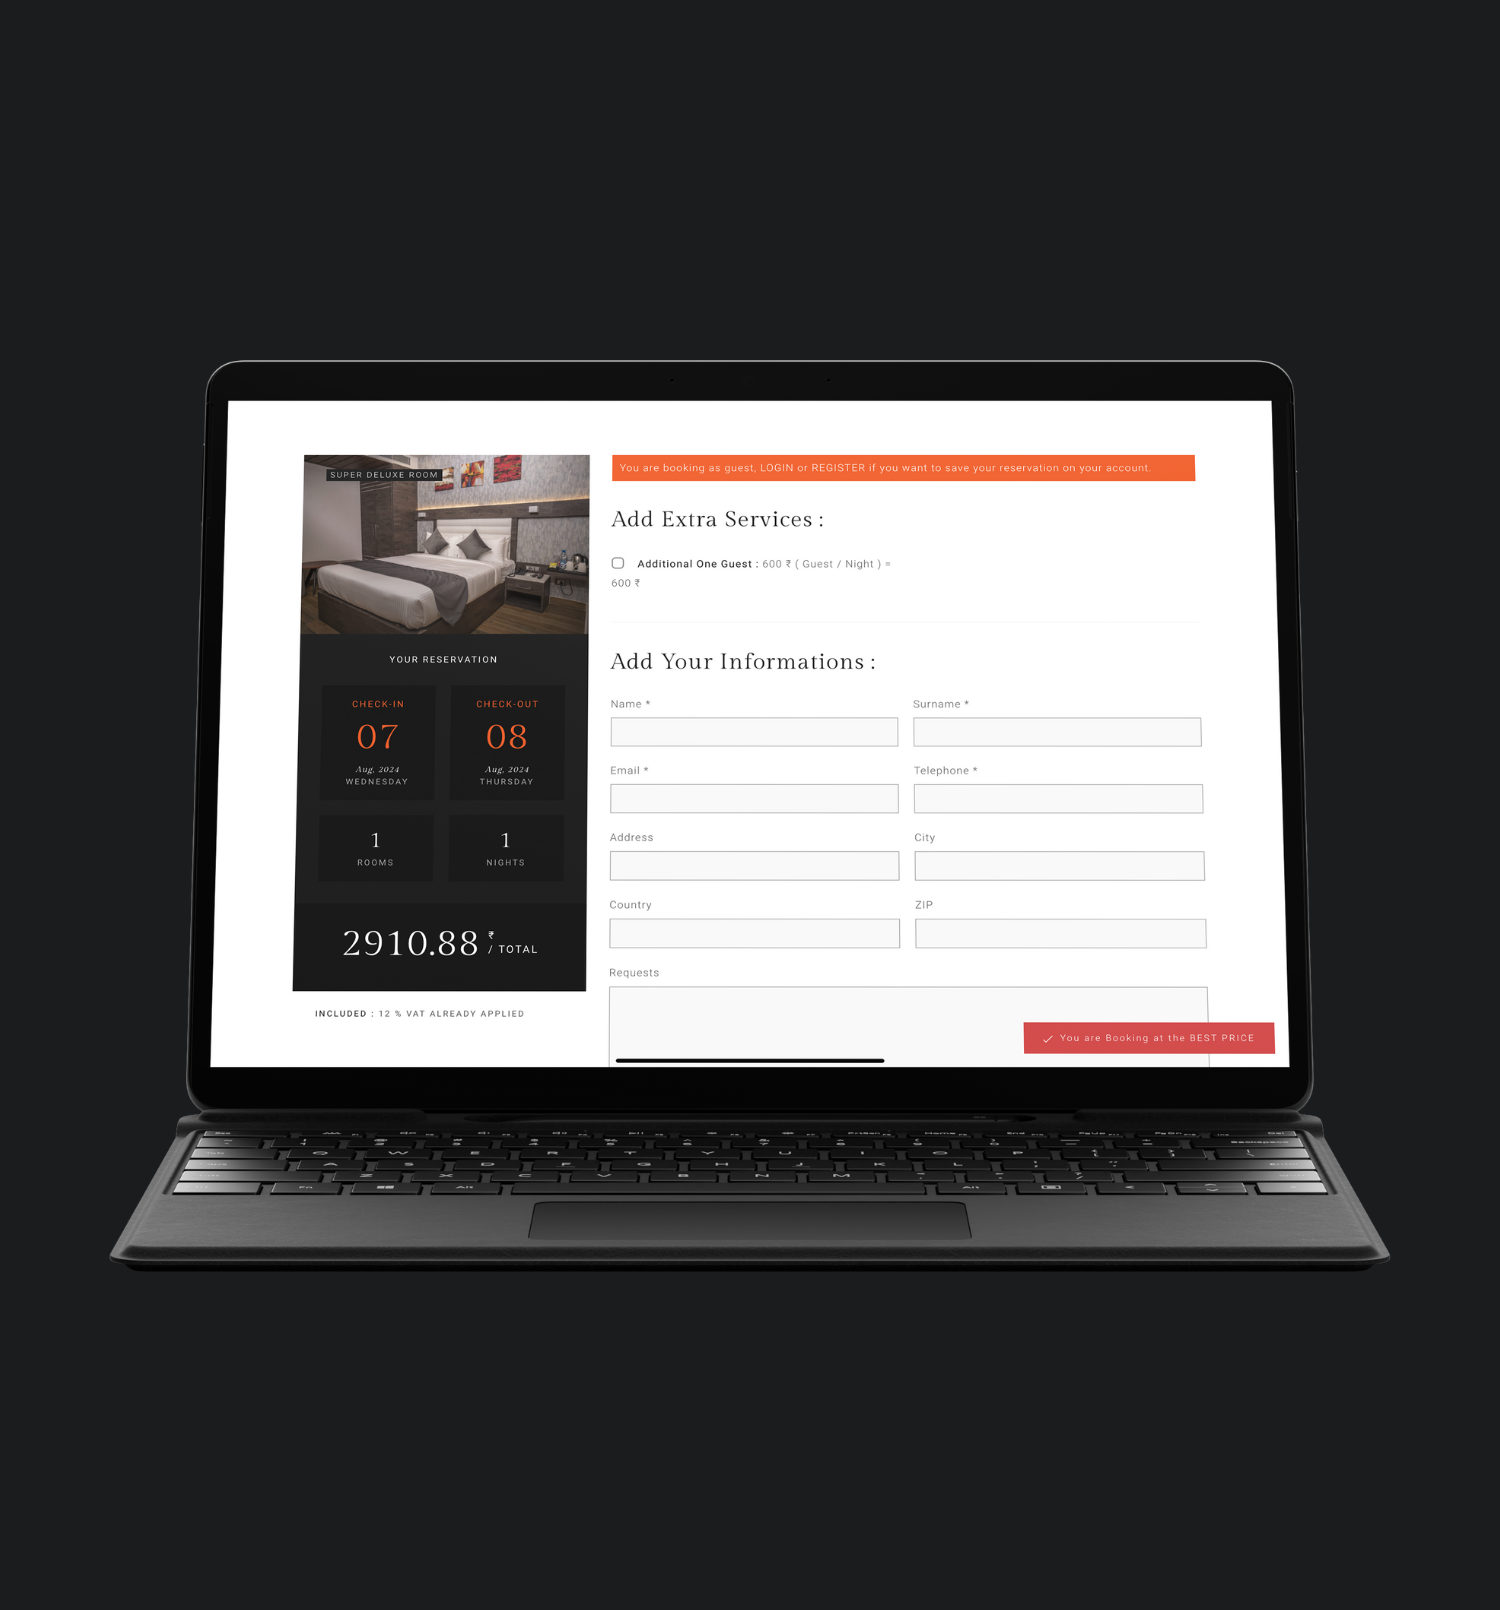 SUPER DELUXE ROOM
YOUR RESERVATION
CHECK-IN
07
Aug, 2024
WEDNESDAY
CHECK-OUT
08
Aug, 2024
THURSDAY
1
ROOMS
1
NIGHTS
2910.88 ₹ / TOTAL
INCLUDED : 12 % VAT ALREADY APPLIED
You are booking as guest, LOGIN or REGISTER if you want to save your reservation on your account.
Add Extra Services :
Additional One Guest : 600 ₹ ( Guest / Night ) =
600 ₹
Add Your Informations :
Name *
Surname *
Email *
Telephone *
Address
City
Country
ZIP
Requests
You are Booking at the BEST PRICE
Q W E R T Y U I O P
A S D F G H J K L
Z X C V B N M
Fn Alt Alt